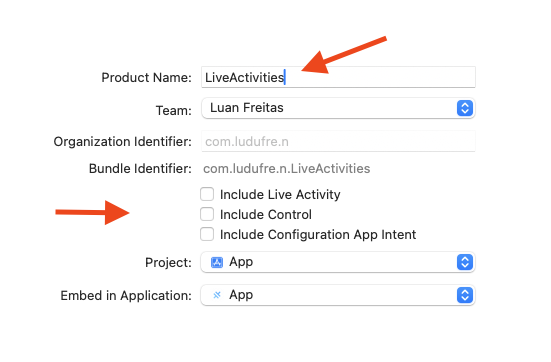 Product Name: LiveActivities
Team: Luan Freitas
Organization Identifier: com.ludufre.n
Bundle Identifier: com.ludufre.n.LiveActivities
Include Live Activity
Include Control
Include Configuration App Intent
Project: App
Embed in Application: App